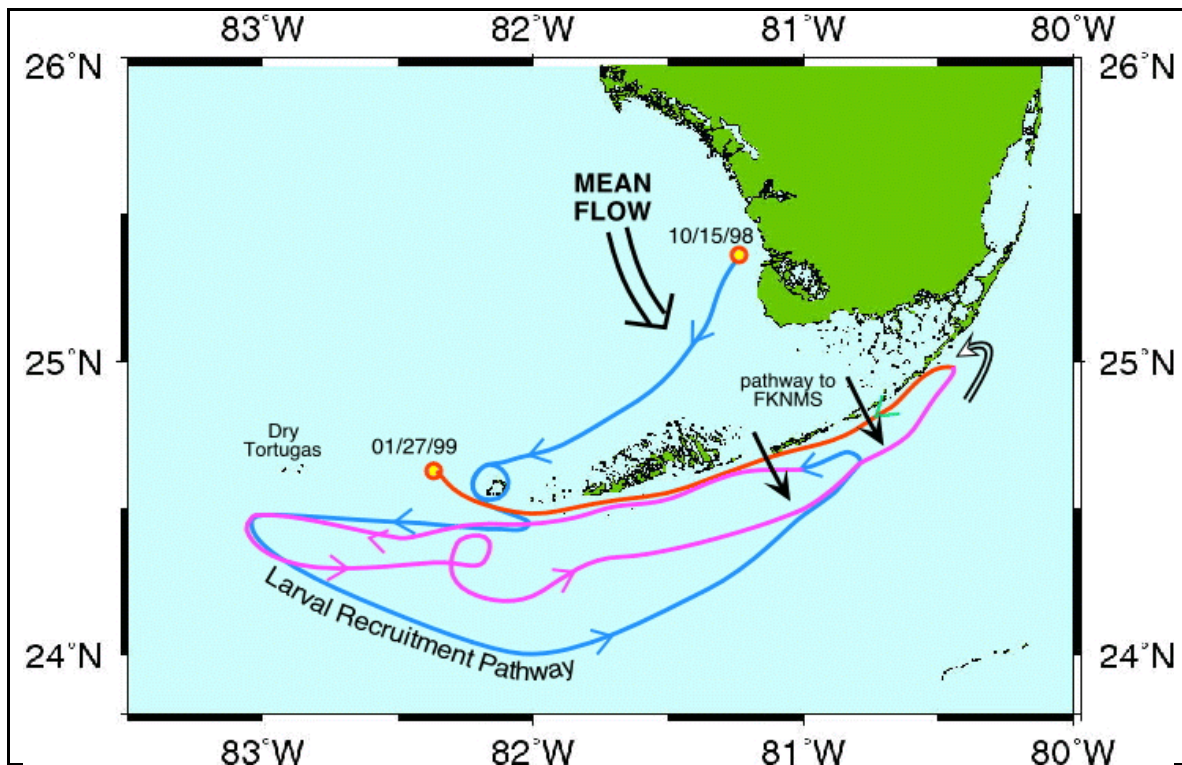 83°W 82°W 81°W 80°W
26°N 26°N
MEAN
FLOW
10/15/98
25°N 25°N
pathway to
FKNMS
Dry
Tortugas
01/27/99
Larval Recruitment Pathway
24°N 24°N
83°W 82°W 81°W 80°W